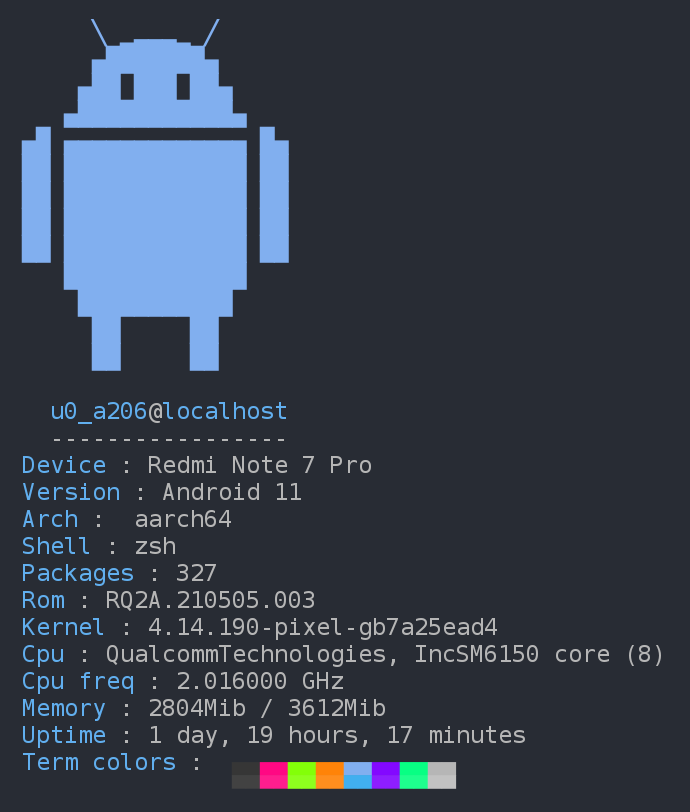 u0_a206@localhost
-----------------
Device : Redmi Note 7 Pro
Version : Android 11
Arch :  aarch64
Shell : zsh
Packages : 327
Rom : RQ2A.210505.003
Kernel : 4.14.190-pixel-gb7a25ead4
Cpu : QualcommTechnologies, IncSM6150 core (8)
Cpu freq : 2.016000 GHz
Memory : 2804Mib / 3612Mib
Uptime : 1 day, 19 hours, 17 minutes
Term colors :